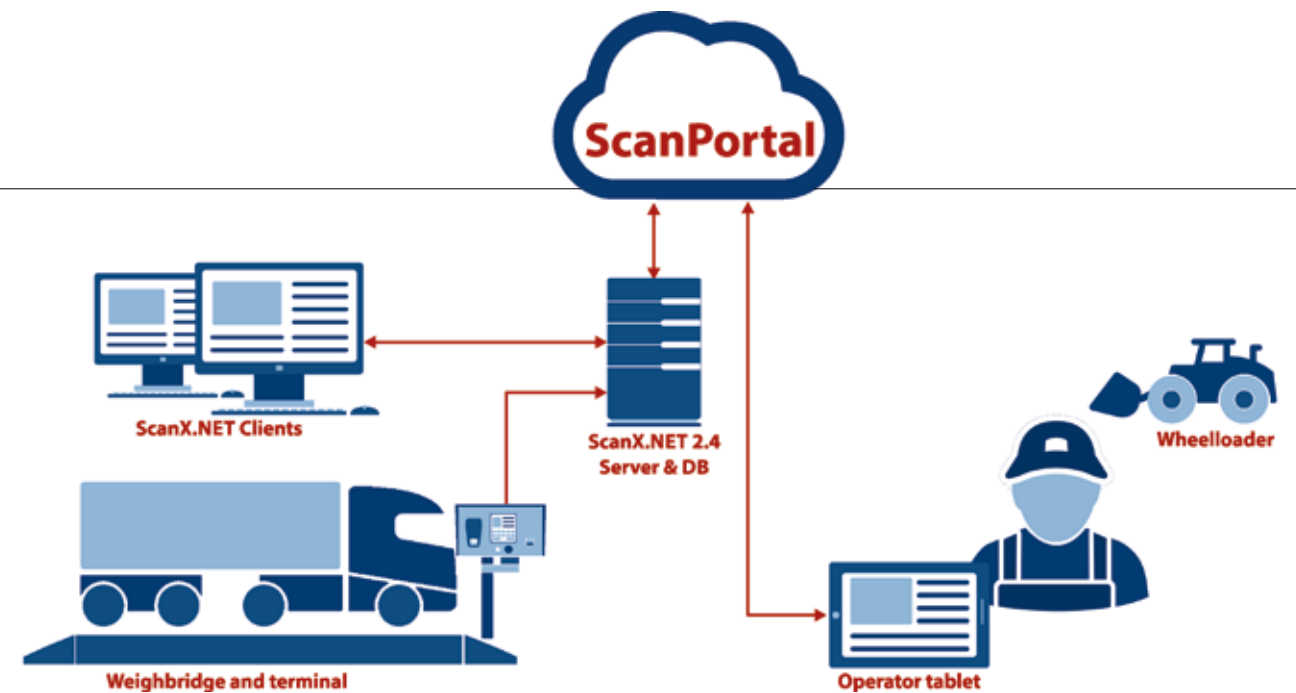 ScanPortal
ScanX.NET Clients
ScanX.NET 2.4
Server & DB
Wheelloader
Weighbridge and terminal
Operator tablet